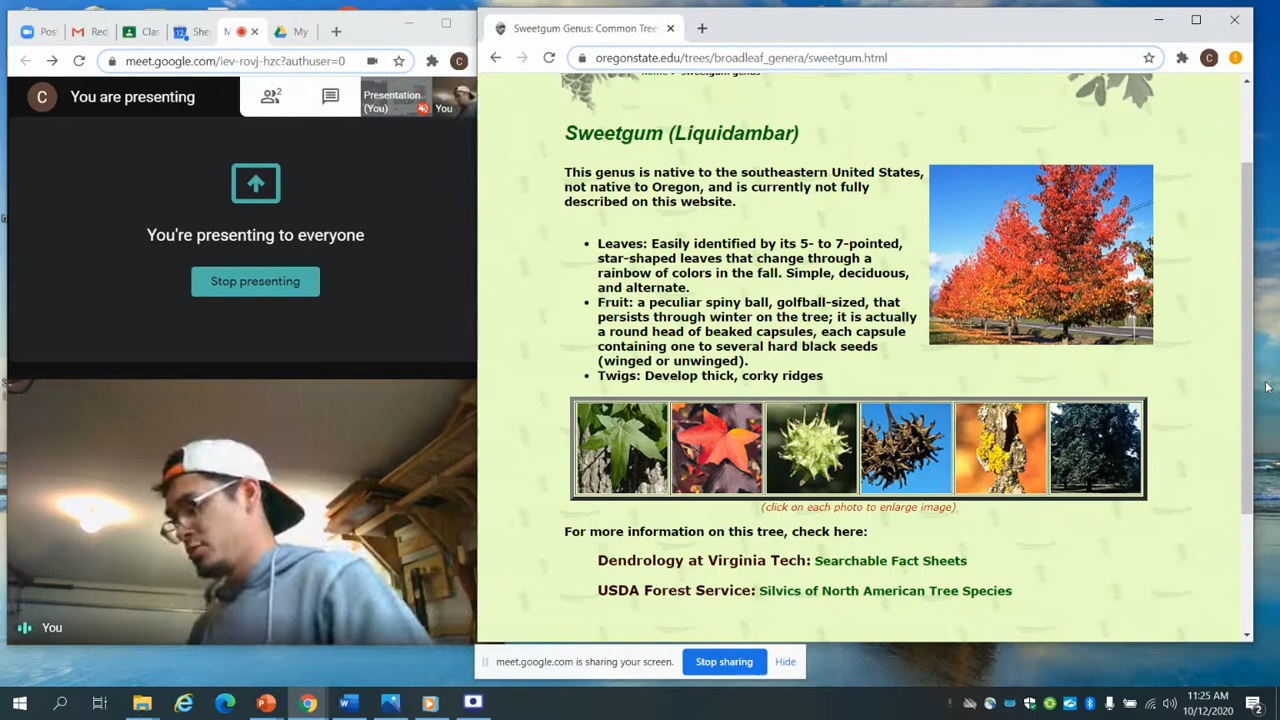 Pos
Red
Clas
She
M
My
Sweetgum Genus: Common Tree
meet.google.com/iev-rovj-hzc?authuser=0
C
oregonstate.edu/trees/broadleaf_genera/sweetgum.html
C
C
You are presenting
2
Presentation
(You)
You
You're presenting to everyone
Stop presenting
You
Sweetgum (Liquidambar)
This genus is native to the southeastern United States,
not native to Oregon, and is currently not fully
described on this website.
• Leaves: Easily identified by its 5- to 7-pointed,
star-shaped leaves that change through a
rainbow of colors in the fall. Simple, deciduous,
and alternate.
• Fruit: a peculiar spiny ball, golfball-sized, that
persists through winter on the tree; it is actually
a round head of beaked capsules, each capsule
containing one to several hard black seeds
(winged or unwinged).
• Twigs: Develop thick, corky ridges
(click on each photo to enlarge image)
For more information on this tree, check here:
Dendrology at Virginia Tech: Searchable Fact Sheets
USDA Forest Service: Silvics of North American Tree Species
meet.google.com is sharing your screen.
Stop sharing
Hide
11:25 AM
10/12/2020
2